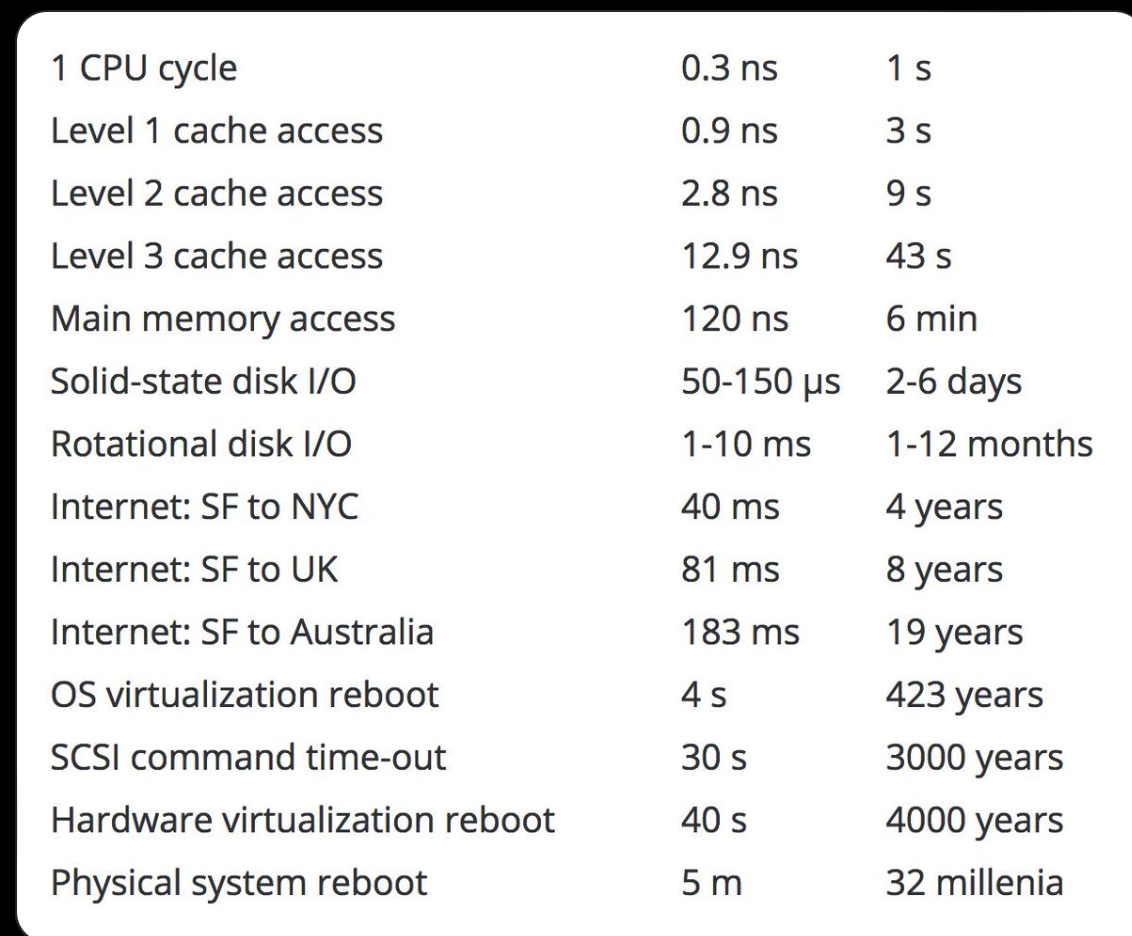 1 CPU cycle 0.3 ns 1 s
Level 1 cache access 0.9 ns 3 s
Level 2 cache access 2.8 ns 9 s
Level 3 cache access 12.9 ns 43 s
Main memory access 120 ns 6 min
Solid-state disk I/O 50-150 μs 2-6 days
Rotational disk I/O 1-10 ms 1-12 months
Internet: SF to NYC 40 ms 4 years
Internet: SF to UK 81 ms 8 years
Internet: SF to Australia 183 ms 19 years
OS virtualization reboot 4 s 423 years
SCSI command time-out 30 s 3000 years
Hardware virtualization reboot 40 s 4000 years
Physical system reboot 5 m 32 millenia